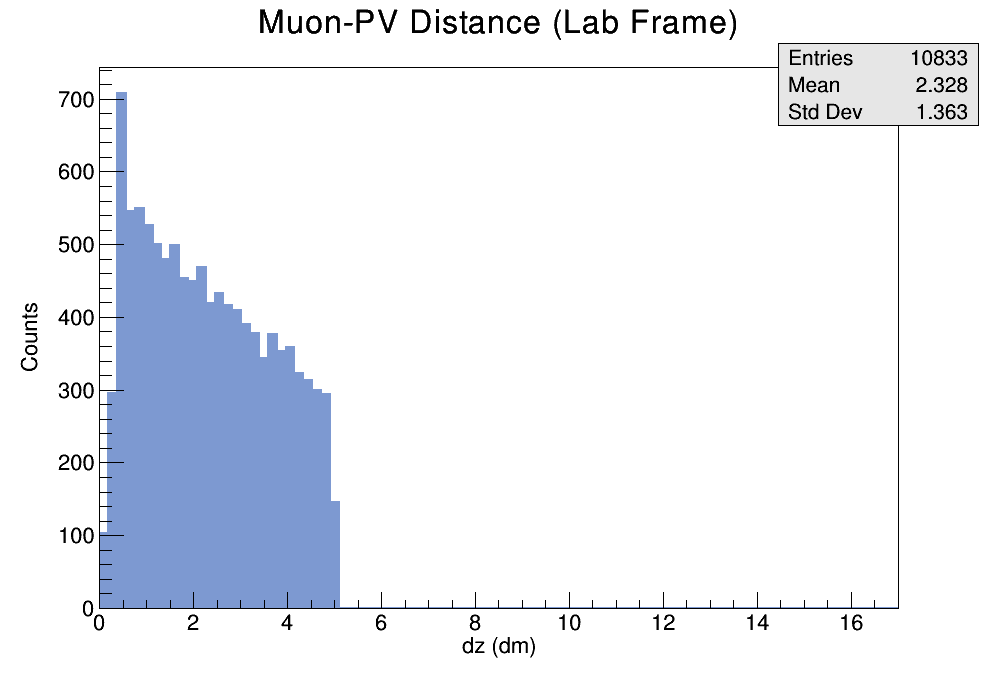 Muon-PV Distance (Lab Frame)
Entries 10833
Mean 2.328
Std Dev 1.363
700
600
500
400
300
200
100
0
Counts
0 2 4 6 8 10 12 14 16
dz (dm)